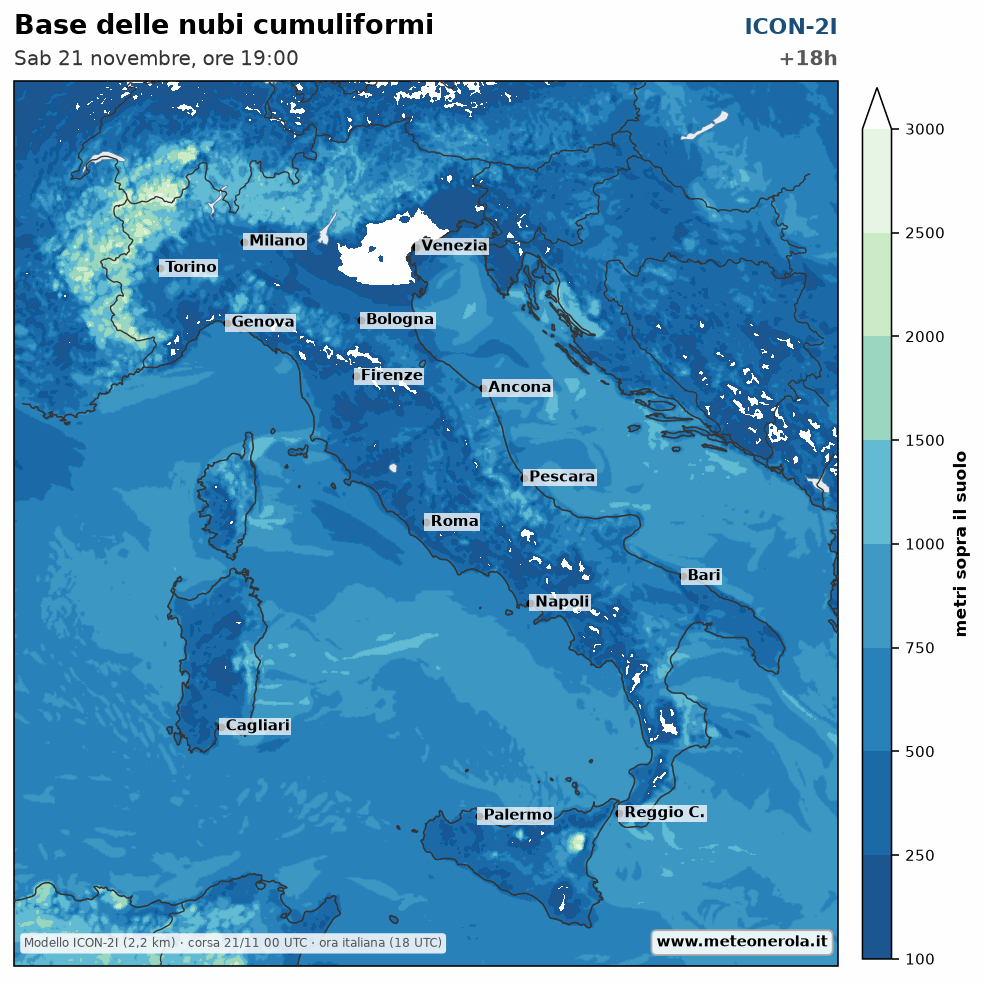 Base delle nubi cumuliformi
ICON-2I
Sab 21 novembre, ore 19:00
+18h
Milano
Venezia
Torino
Genova
Bologna
Firenze
Ancona
Pescara
Roma
Bari
Napoli
Cagliari
Palermo
Reggio C.
3000
2500
2000
1500
1000
750
500
250
100
metri sopra il suolo
Modello ICON-2I (2,2 km) · corsa 21/11 00 UTC · ora italiana (18 UTC)
www.meteonerola.it